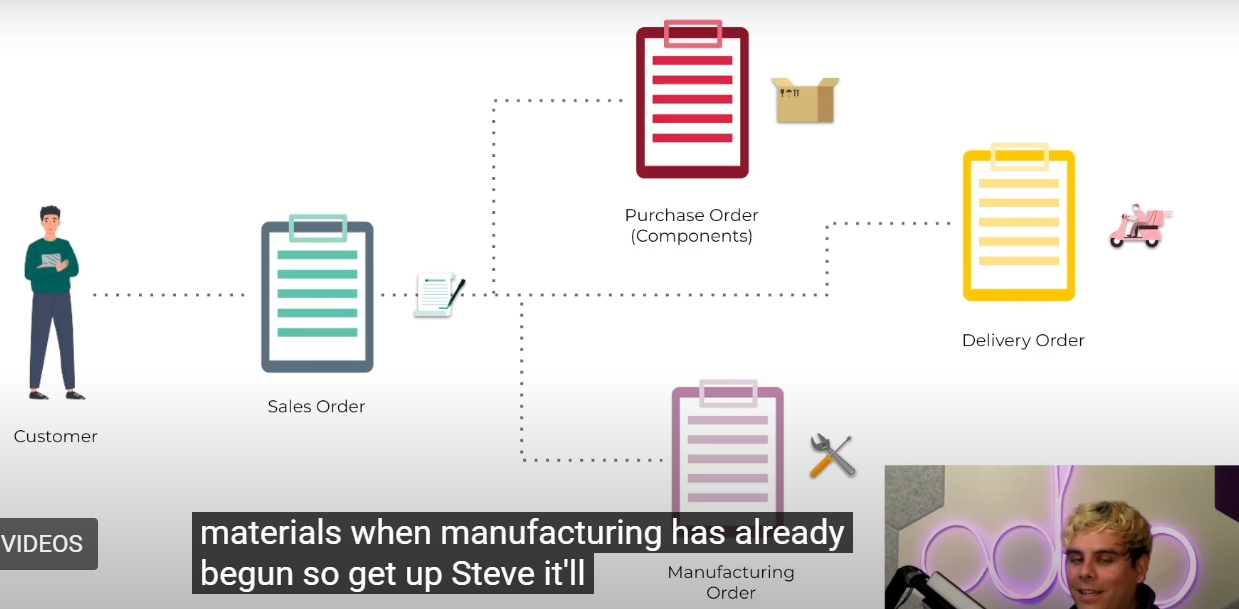 Purchase Order
(Components)
Delivery Order
Sales Order
Customer
VIDEOS
materials when manufacturing has already
begun so get up Steve it'll
Manufacturing
Order